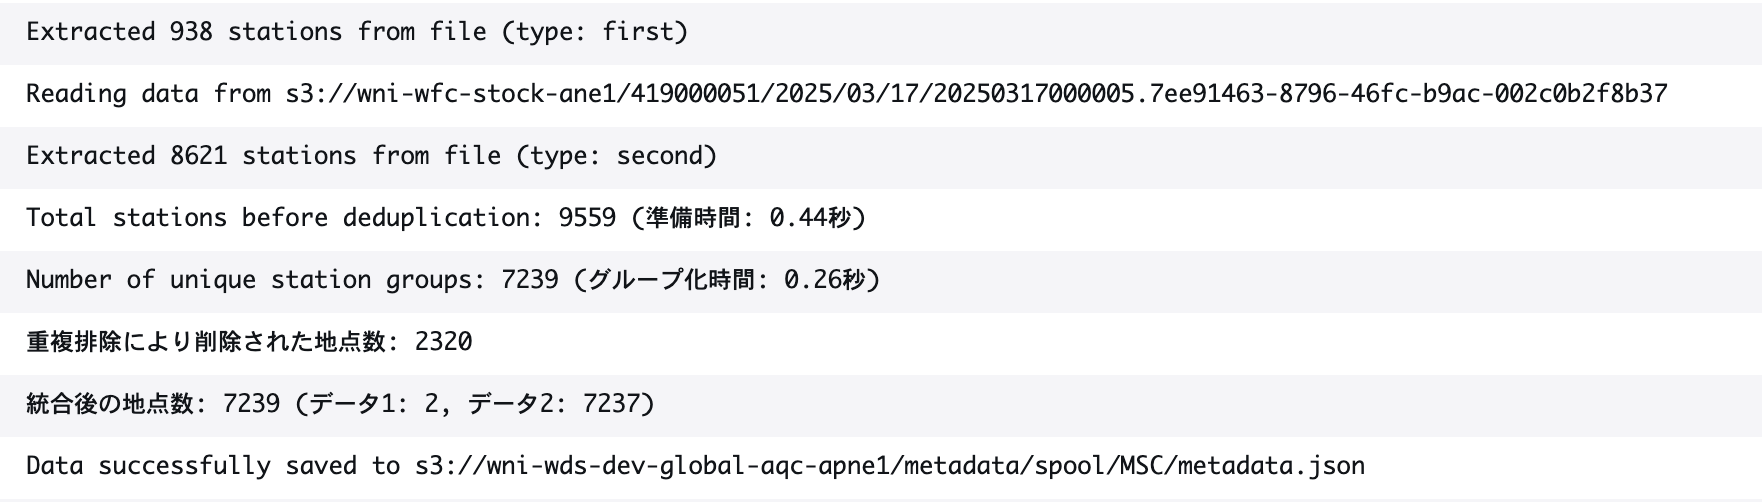 Extracted 938 stations from file (type: first)
Reading data from s3://wni-wfc-stock-ane1/419000051/2025/03/17/20250317000005.7ee91463-8796-46fc-b9ac-002c0b2f8b37
Extracted 8621 stations from file (type: second)
Total stations before deduplication: 9559 (準備時間: 0.44秒)
Number of unique station groups: 7239 (グループ化時間: 0.26秒)
重複排除により削除された地点数: 2320
統合後の地点数: 7239 (データ1: 2, データ2: 7237)
Data successfully saved to s3://wni-wds-dev-global-aqc-apne1/metadata/spool/MSC/metadata.json